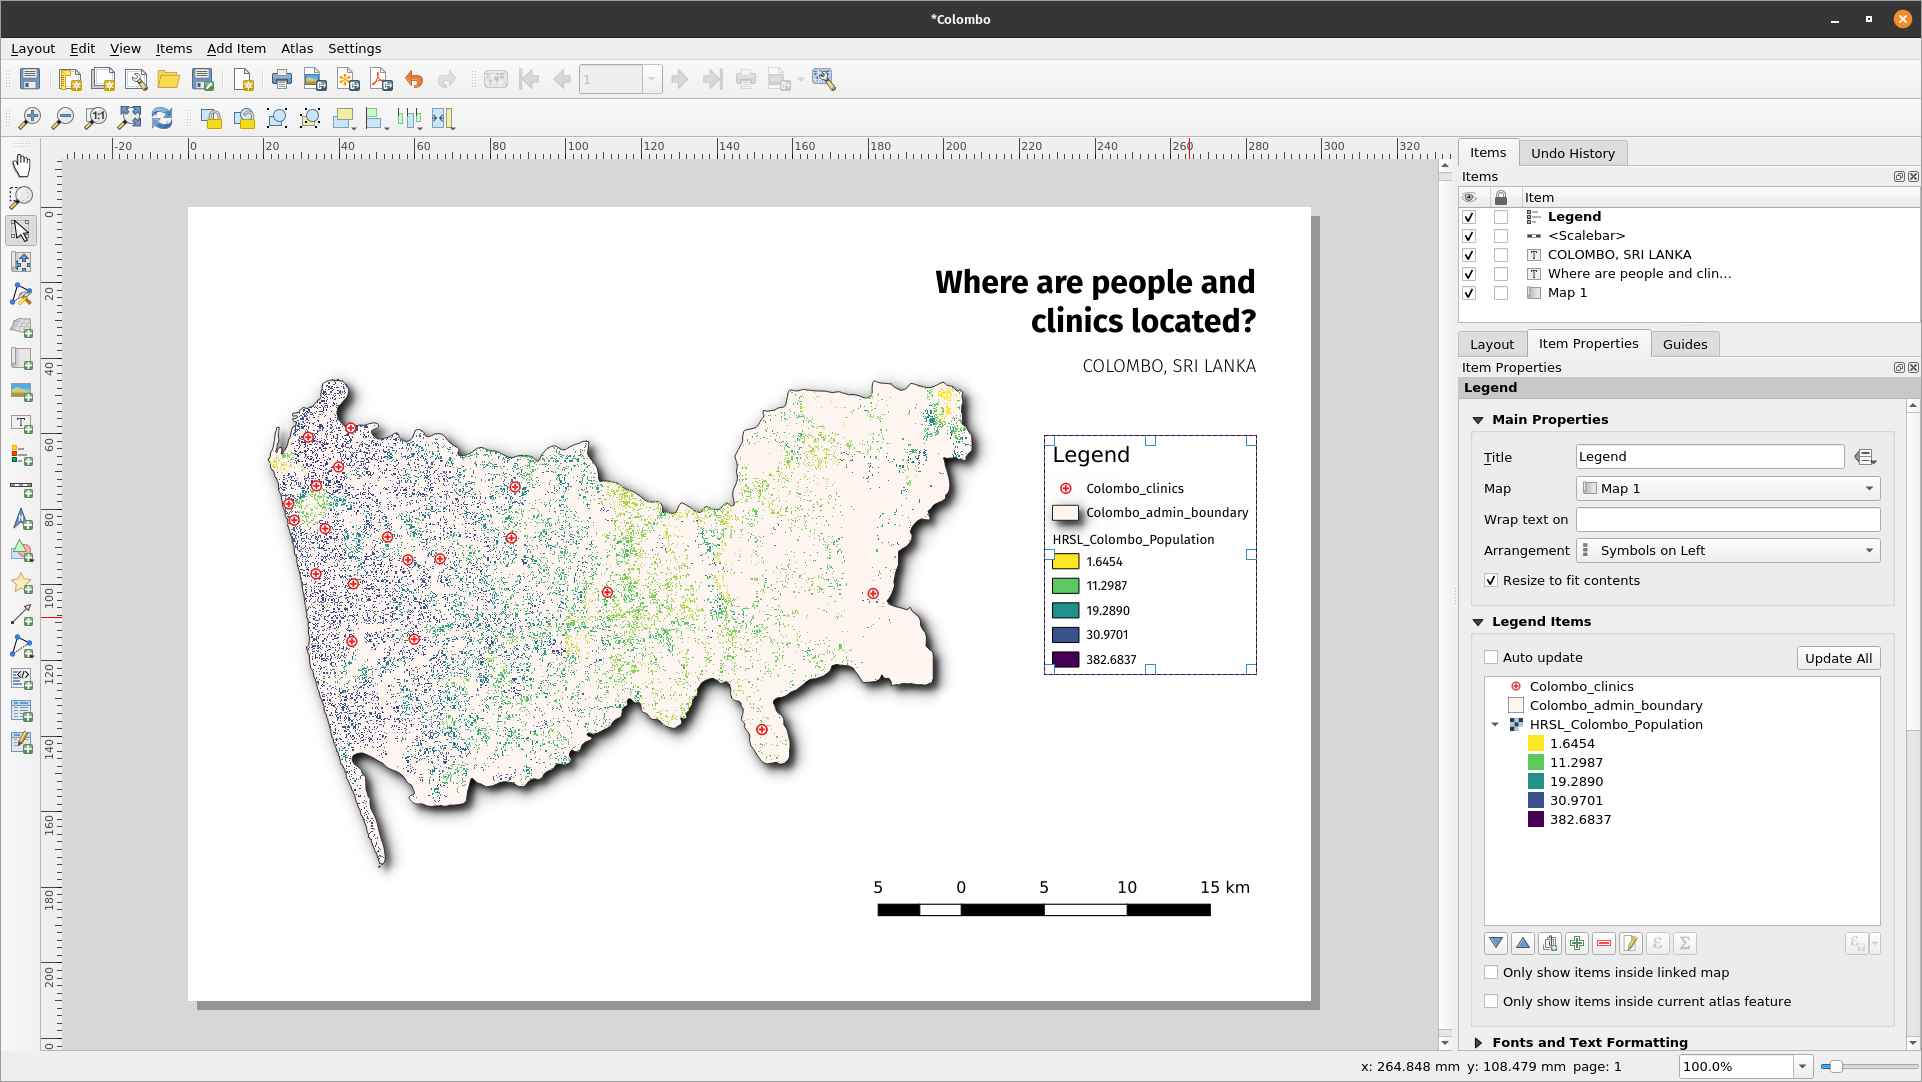 *Colombo
Layout Edit View Items Add Item Atlas Settings
1
1:1
-20 0 20 40 60 80 100 120 140 160 180 200 220 240 260 280 300 320
0
20
40
60
80
100
120
140
160
180
200
0
Where are people and
clinics located?
COLOMBO, SRI LANKA
Legend
Colombo_clinics
Colombo_admin_boundary
HRSL_Colombo_Population
1.6454
11.2987
19.2890
30.9701
382.6837
5 0 5 10 15 km
Items Undo History
Items
Item
Legend
<Scalebar>
COLOMBO, SRI LANKA
Where are people and clin...
Map 1
Layout Item Properties Guides
Item Properties
Legend
Main Properties
Title Legend
Map Map 1
Wrap text on
Arrangement Symbols on Left
Resize to fit contents
Legend Items
Auto update Update All
Colombo_clinics
Colombo_admin_boundary
HRSL_Colombo_Population
1.6454
11.2987
19.2890
30.9701
382.6837
Only show items inside linked map
Only show items inside current atlas feature
Fonts and Text Formatting
x: 264.848 mm y: 108.479 mm page: 1 100.0%